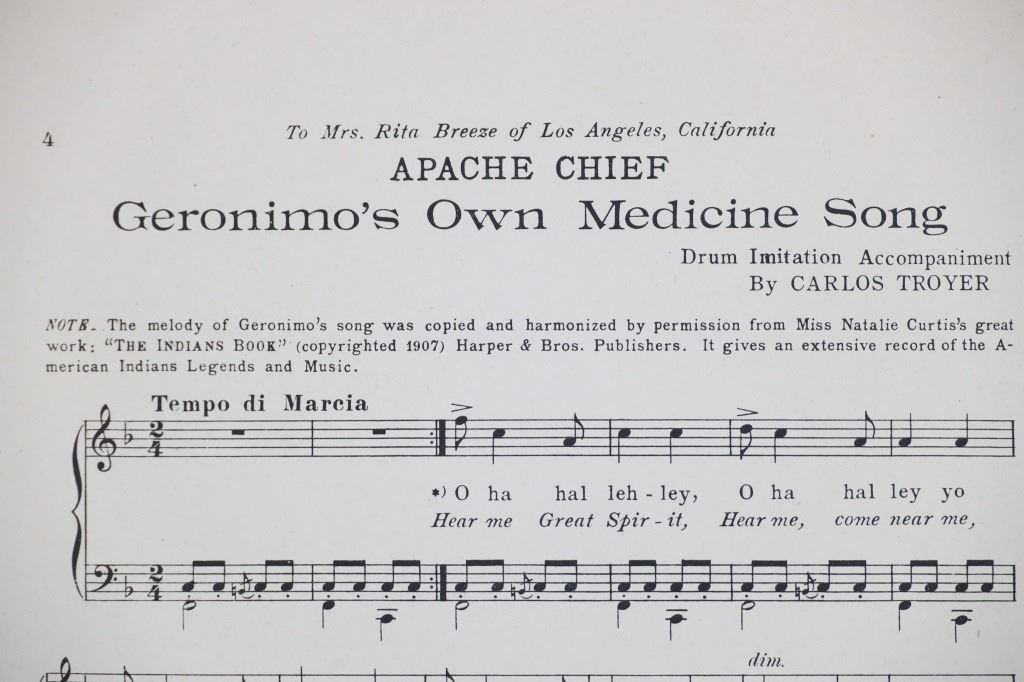 4
To Mrs. Rita Breeze of Los Angeles, California
APACHE CHIEF
Geronimo's Own Medicine Song
Drum Imitation Accompaniment
By CARLOS TROYER
NOTE. The melody of Geronimo's song was copied and harmonized by permission from Miss Natalie Curtis's great
work: "THE INDIANS BOOK" (copyrighted 1907) Harper & Bros. Publishers. It gives an extensive record of the A-
merican Indians Legends and Music.
Tempo di Marcia
2
4
*) O ha hal leh - ley, O ha hal ley yo
Hear me Great Spir - it, Hear me, come near me,
2
4
dim.